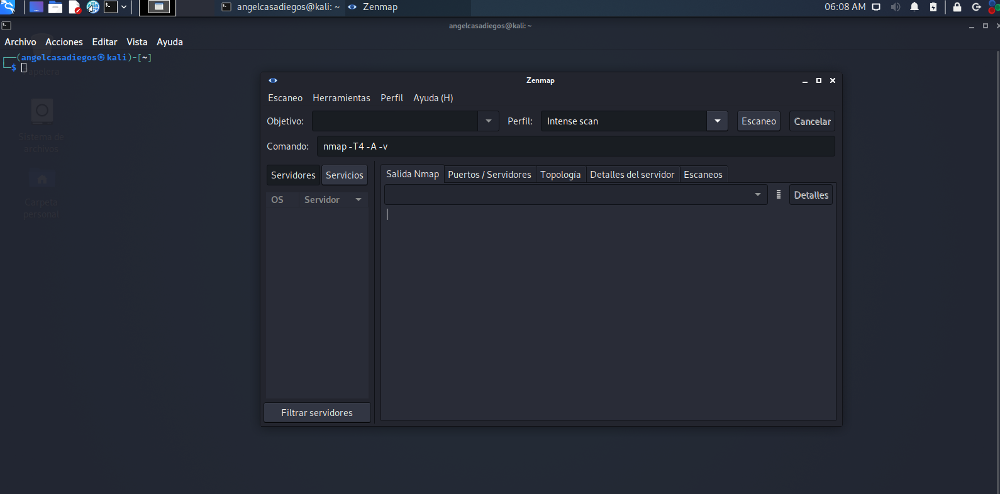 angelcasadiegos@kali: ~ Zenmap 06:08 AM
angelcasadiegos@kali: ~
Archivo Acciones Editar Vista Ayuda
(angelcasadiegos㉿kali)-[~]
$
Papelera
Sistema de archivos
Carpeta personal
Zenmap
Escaneo Herramientas Perfil Ayuda (H)
Objetivo: Perfil: Intense scan Escaneo Cancelar
Comando: nmap -T4 -A -v
Servidores Servicios Salida Nmap Puertos / Servidores Topología Detalles del servidor Escaneos
Detalles
OS Servidor
Filtrar servidores